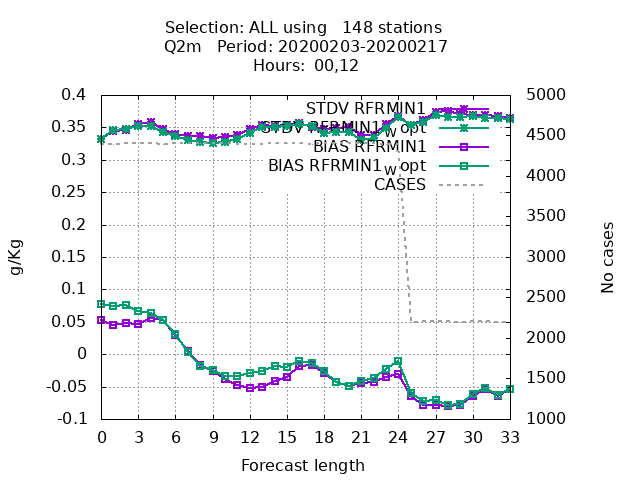 Selection: ALL using   148 stations
Q2m   Period: 20200203-20200217
Hours:  00,12
g/Kg
No cases
0.4
0.35
0.3
0.25
0.2
0.15
0.1
0.05
0
-0.05
-0.1
5000
4500
4000
3500
3000
2500
2000
1500
1000
STDV RFRMIN1
STDV RFRMIN1_W opt
BIAS RFRMIN1
BIAS RFRMIN1_W opt
CASES
0 3 6 9 12 15 18 21 24 27 30 33
Forecast length